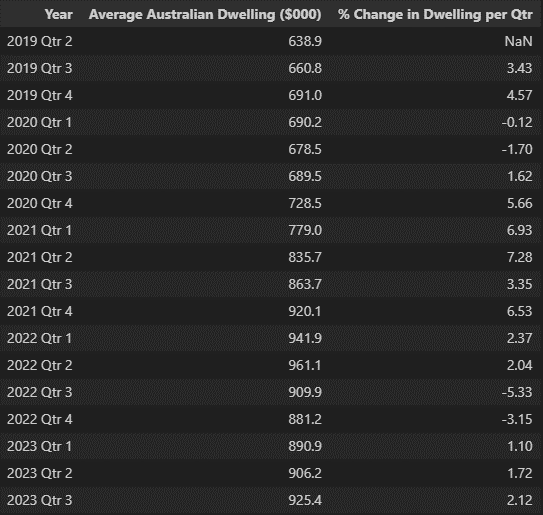 Year Average Australian Dwelling ($000) % Change in Dwelling per Qtr
2019 Qtr 2 638.9 NaN
2019 Qtr 3 660.8 3.43
2019 Qtr 4 691.0 4.57
2020 Qtr 1 690.2 -0.12
2020 Qtr 2 678.5 -1.70
2020 Qtr 3 689.5 1.62
2020 Qtr 4 728.5 5.66
2021 Qtr 1 779.0 6.93
2021 Qtr 2 835.7 7.28
2021 Qtr 3 863.7 3.35
2021 Qtr 4 920.1 6.53
2022 Qtr 1 941.9 2.37
2022 Qtr 2 961.1 2.04
2022 Qtr 3 909.9 -5.33
2022 Qtr 4 881.2 -3.15
2023 Qtr 1 890.9 1.10
2023 Qtr 2 906.2 1.72
2023 Qtr 3 925.4 2.12